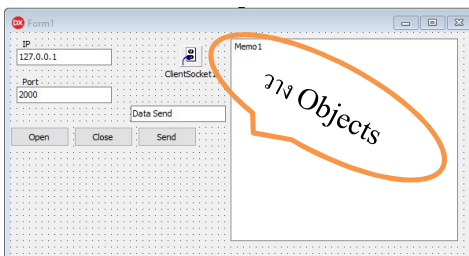 Form1
IP
127.0.0.1
Port
2000
ClientSocket1
Data Send
Open
Close
Send
Memo1
วาง Objects